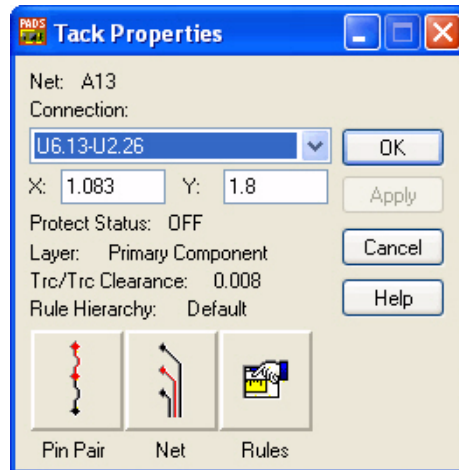 PADS Tack Properties
Net: A13
Connection:
U6.13-U2.26
OK
X: 1.083 Y: 1.8
Apply
Protect Status: OFF
Layer: Primary Component
Cancel
Trc/Trc Clearance: 0.008
Rule Hierarchy: Default
Help
Pin Pair Net Rules